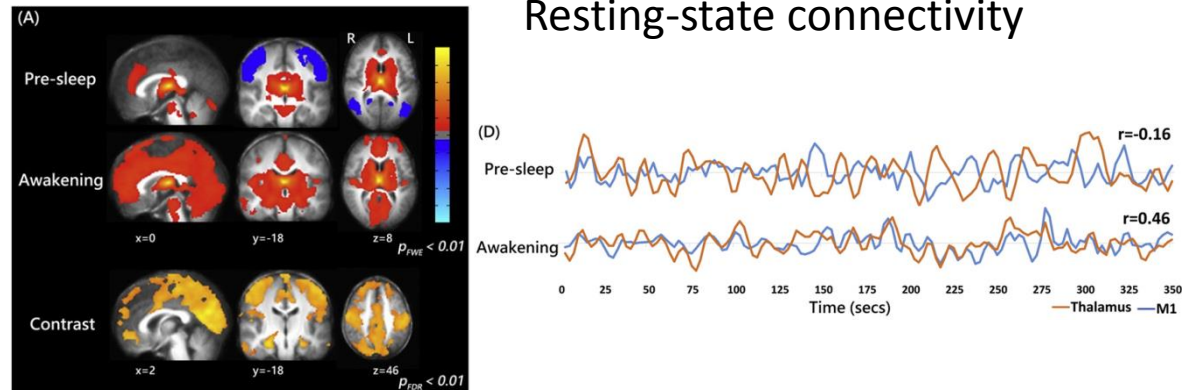 Resting-state connectivity
(A)
R L
Pre-sleep
Awakening
x=0 y=-18 z=8
pFWE < 0.01
Contrast
x=2 y=-18 z=46
pFDR < 0.01
(D)
r=-0.16
Pre-sleep
r=0.46
Awakening
0 25 50 75 100 125 150 175 200 225 250 265 300 325 350
Time (secs)
Thalamus M1